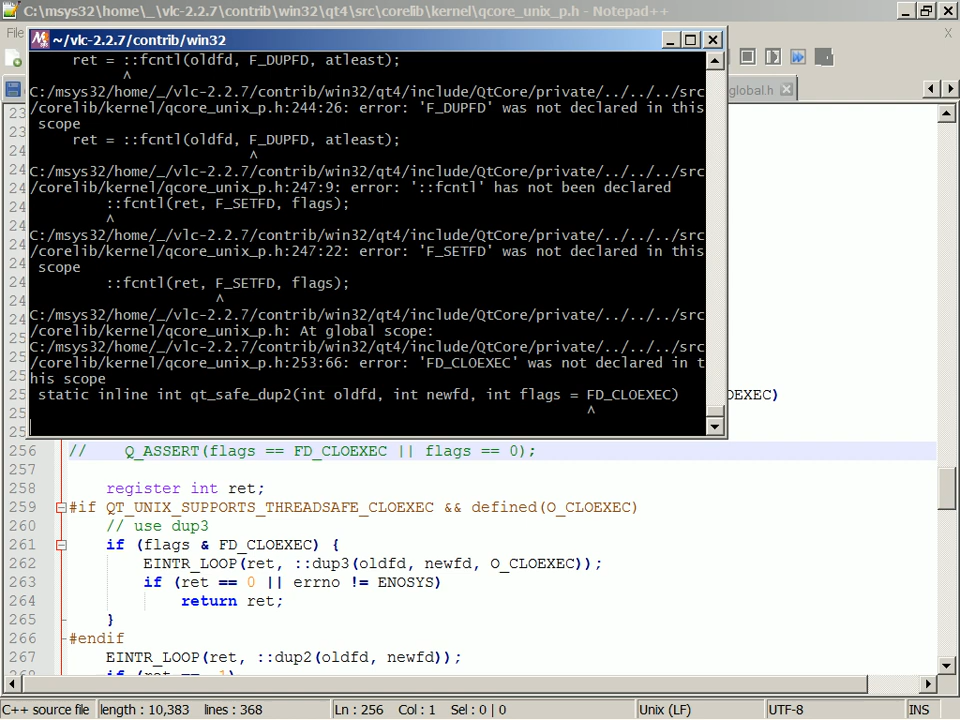 C:\msys32\home\_\vlc-2.2.7\contrib\win32\qt4\src\corelib\kernel\qcore_unix_p.h - Notepad++
File
X
~/vlc-2.2.7/contrib/win32
global.h
ret = ::fcntl(oldfd, F_DUPFD, atleast);
^
C:/msys32/home/_/vlc-2.2.7/contrib/win32/qt4/include/QtCore/private/../../../src
/corelib/kernel/qcore_unix_p.h:244:26: error: 'F_DUPFD' was not declared in this
scope
ret = ::fcntl(oldfd, F_DUPFD, atleast);
^
C:/msys32/home/_/vlc-2.2.7/contrib/win32/qt4/include/QtCore/private/../../../src
/corelib/kernel/qcore_unix_p.h:247:9: error: '::fcntl' has not been declared
::fcntl(ret, F_SETFD, flags);
^
C:/msys32/home/_/vlc-2.2.7/contrib/win32/qt4/include/QtCore/private/../../../src
/corelib/kernel/qcore_unix_p.h:247:22: error: 'F_SETFD' was not declared in this
scope
::fcntl(ret, F_SETFD, flags);
^
C:/msys32/home/_/vlc-2.2.7/contrib/win32/qt4/include/QtCore/private/../../../src
/corelib/kernel/qcore_unix_p.h: At global scope:
C:/msys32/home/_/vlc-2.2.7/contrib/win32/qt4/include/QtCore/private/../../../src
/corelib/kernel/qcore_unix_p.h:253:66: error: 'FD_CLOEXEC' was not declared in t
his scope
static inline int qt_safe_dup2(int oldfd, int newfd, int flags = FD_CLOEXEC)
^
OEXEC)
256 // Q_ASSERT(flags == FD_CLOEXEC || flags == 0);
257
258 register int ret;
259 #if QT_UNIX_SUPPORTS_THREADSAFE_CLOEXEC && defined(O_CLOEXEC)
260 // use dup3
261 if (flags & FD_CLOEXEC) {
262 EINTR_LOOP(ret, ::dup3(oldfd, newfd, O_CLOEXEC));
263 if (ret == 0 || errno != ENOSYS)
264 return ret;
265 }
266 #endif
267 EINTR_LOOP(ret, ::dup2(oldfd, newfd));
C++ source file length : 10,383 lines : 368 Ln : 256 Col : 1 Sel : 0 | 0 Unix (LF) UTF-8 INS